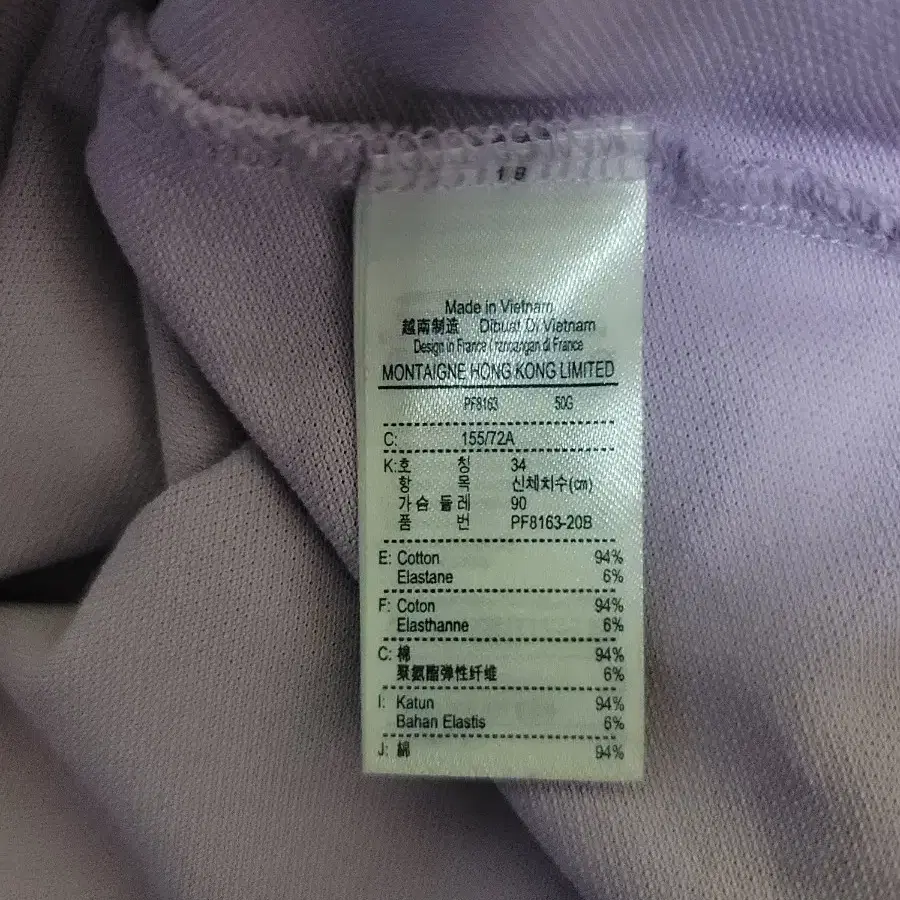 18
Made in Vietnam
越南制造 Dibuat Di Vietnam
Design in France / rancangan di France
MONTAIGNE HONG KONG LIMITED
PF8163 50G
C: 155/72A
K:호 칭 34
항 목 신체치수(cm)
가슴 둘레 90
품 번 PF8163-20B
E: Cotton 94%
Elastane 6%
F: Coton 94%
Elasthanne 6%
C: 棉 94%
聚氨酯弹性纤维 6%
I: Katun 94%
Bahan Elastis 6%
J: 綿 94%